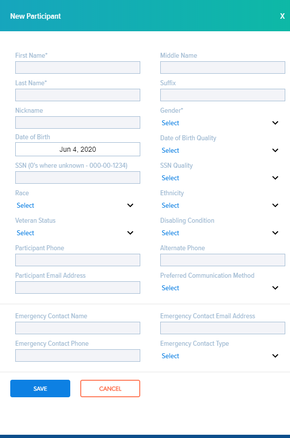 New Participant X
First Name* Middle Name
Last Name* Suffix
Nickname Gender*
Select
Date of Birth Date of Birth Quality
Jun 4, 2020 Select
SSN (0's where unknown - 000-00-1234) SSN Quality
Select
Race Ethnicity
Select Select
Veteran Status Disabling Condition
Select Select
Participant Phone Alternate Phone
Participant Email Address Preferred Communication Method
Select
Emergency Contact Name Emergency Contact Email Address
Emergency Contact Phone Emergency Contact Type
Select
SAVE CANCEL